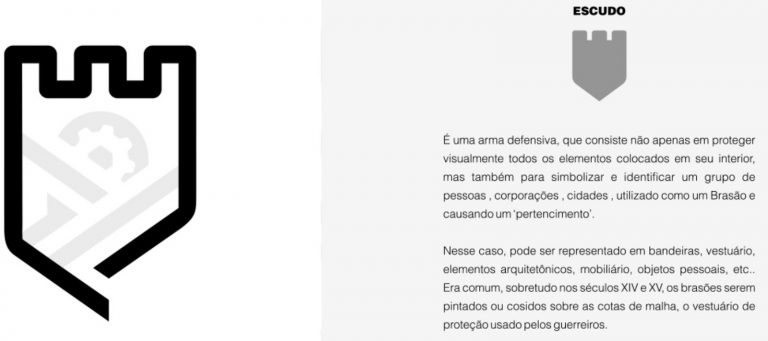 ESCUDO
É uma arma defensiva, que consiste não apenas em proteger
visualmente todos os elementos colocados em seu interior,
mas também para simbolizar e identificar um grupo de
pessoas , corporações , cidades , utilizado como um Brasão e
causando um ‘pertencimento’.
Nesse caso, pode ser representado em bandeiras, vestuário,
elementos arquitetônicos, mobiliário, objetos pessoais, etc..
Era comum, sobretudo nos séculos XIV e XV, os brasões serem
pintados ou cosidos sobre as cotas de malha, o vestuário de
proteção usado pelos guerreiros.